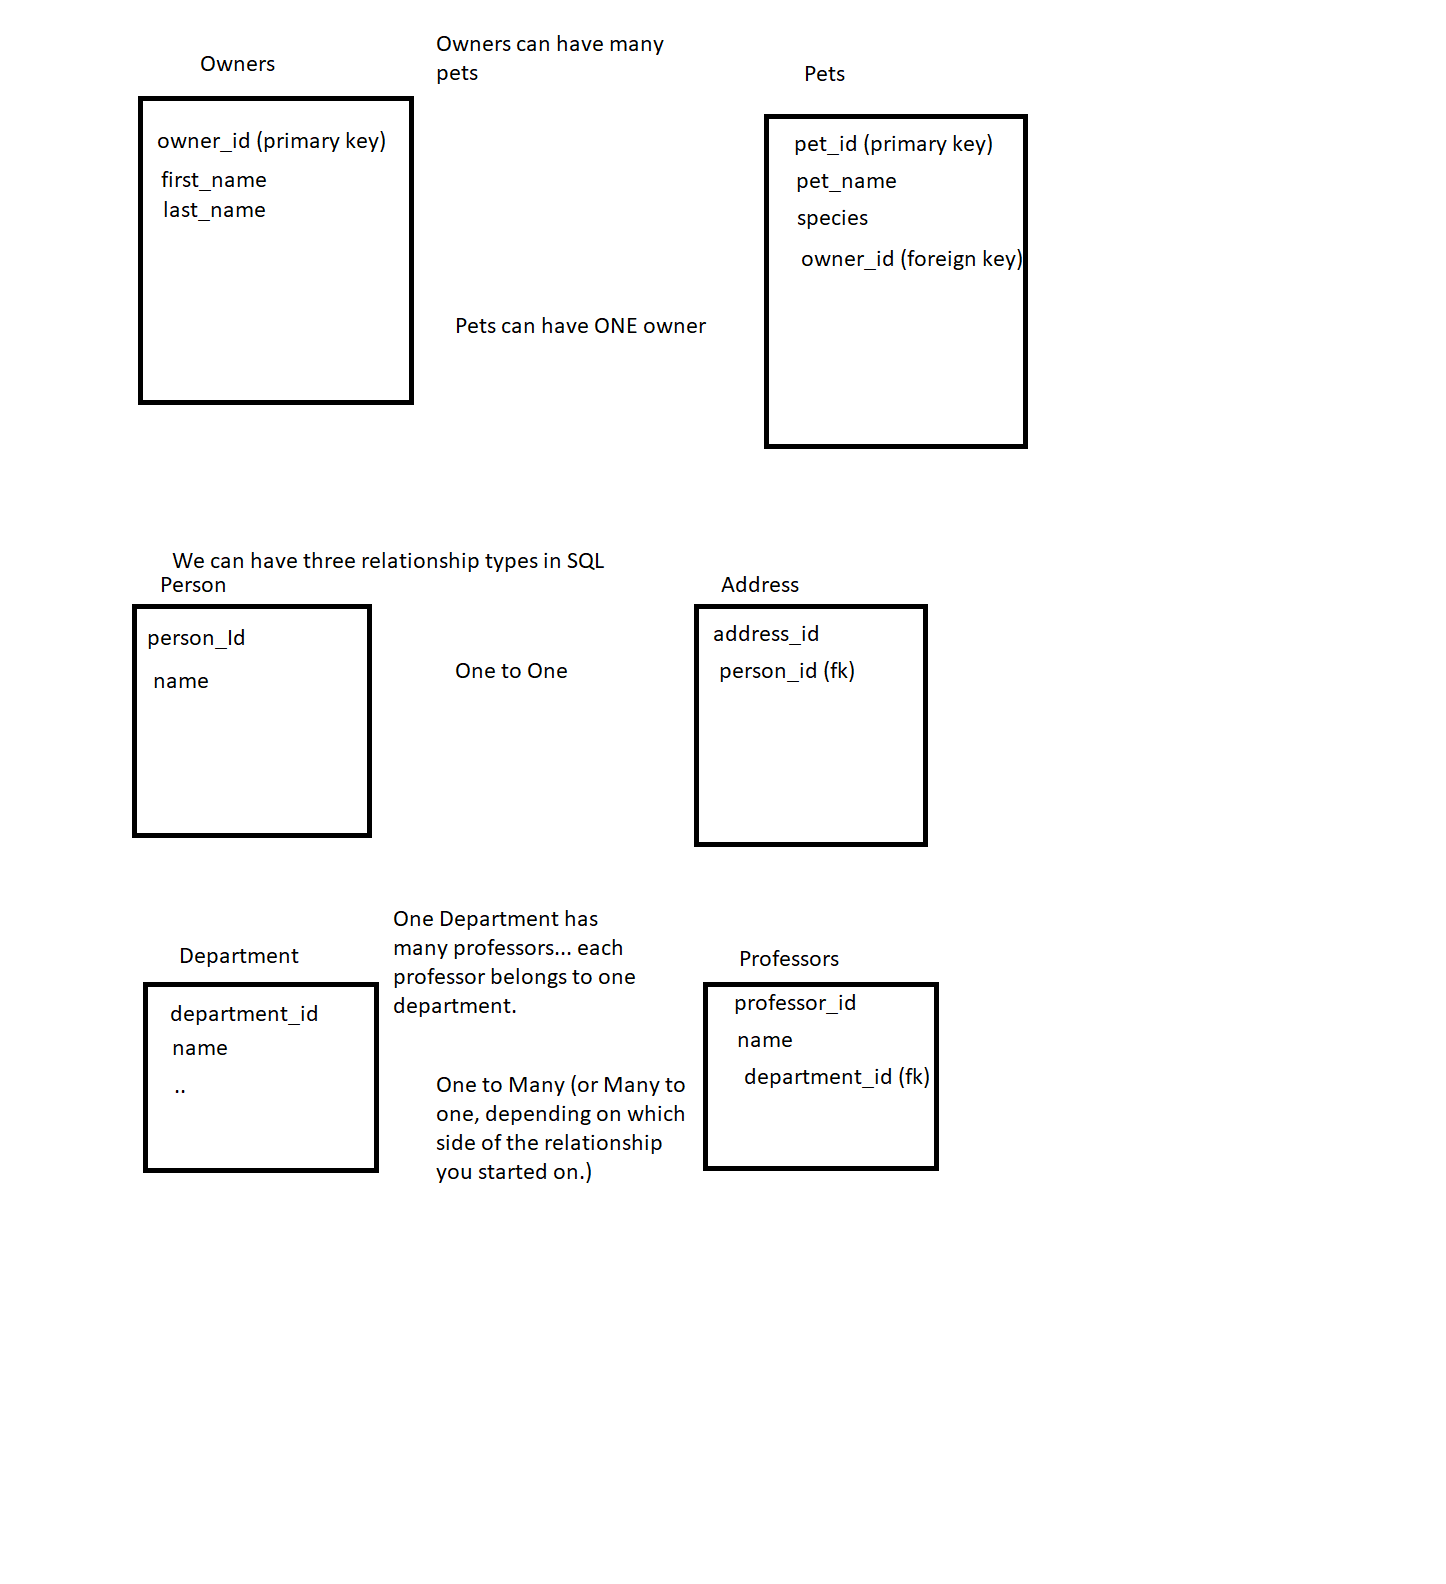 Owners
Owners can have many
pets
Pets
owner_id (primary key)
first_name
last_name
pet_id (primary key)
pet_name
species
owner_id (foreign key)
Pets can have ONE owner
We can have three relationship types in SQL
Person
Address
person_Id
name
One to One
address_id
person_id (fk)
Department
One Department has
many professors... each
professor belongs to one
department.
Professors
department_id
name
..
One to Many (or Many to
one, depending on which
side of the relationship
you started on.)
professor_id
name
department_id (fk)